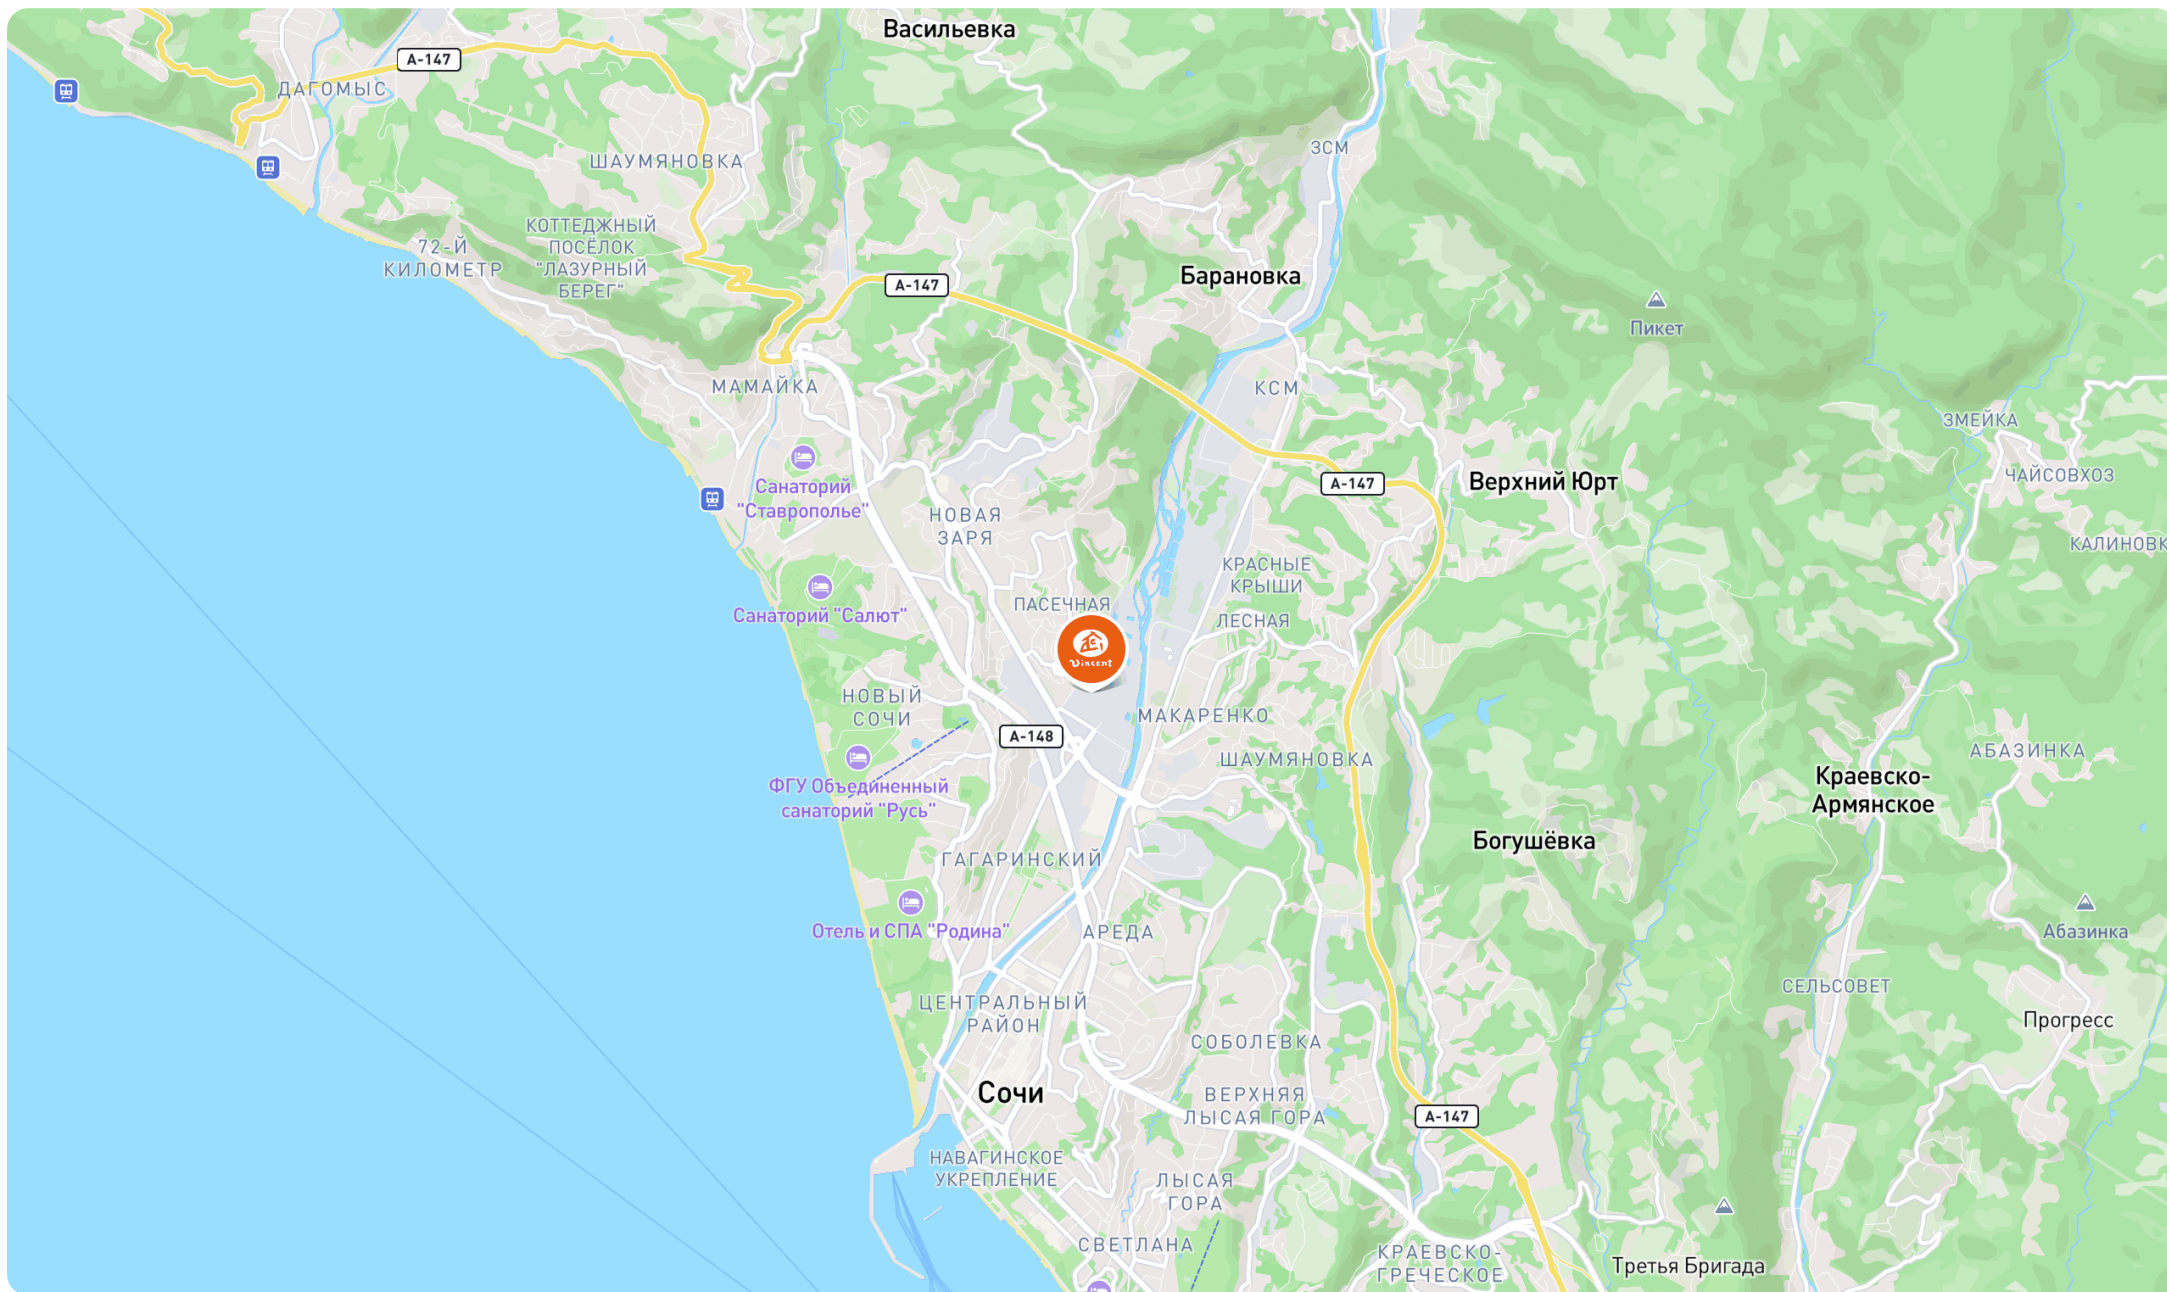 Васильевка
А-147
ДАГОМЫС
ЗСМ
ШАУМЯНОВКА
КОТТЕДЖНЫЙ
ПОСЁЛОК
"ЛАЗУРНЫЙ
БЕРЕГ"
72-Й
КИЛОМЕТР
Барановка
А-147
Пикет
МАМАЙКА
КСМ
ЗМЕЙКА
ЧАЙСОВХОЗ
Санаторий
"Ставрополье"
А-147
Верхний Юрт
НОВАЯ
ЗАРЯ
КАЛИНОВК
КРАСНЫЕ
КРЫШИ
ПАСЕЧНАЯ
Санаторий "Салют"
ЛЕСНАЯ
Vincent
НОВЫЙ
СОЧИ
МАКАРЕНКО
А-148
ШАУМЯНОВКА
АБАЗИНКА
ФГУ Объединенный
санаторий "Русь"
Краевско-
Армянское
Богушёвка
ГАГАРИНСКИЙ
Отель и СПА "Родина"
АРЕДА
Абазинка
СЕЛЬСОВЕТ
ЦЕНТРАЛЬНЫЙ
РАЙОН
Прогресс
СОБОЛЕВКА
Сочи
ВЕРХНЯЯ
ЛЫСАЯ ГОРА
А-147
НАВАГИНСКОЕ
УКРЕПЛЕНИЕ
ЛЫСАЯ
ГОРА
СВЕТЛАНА
КРАЕВСКО-
ГРЕЧЕСКОЕ
Третья Бригада